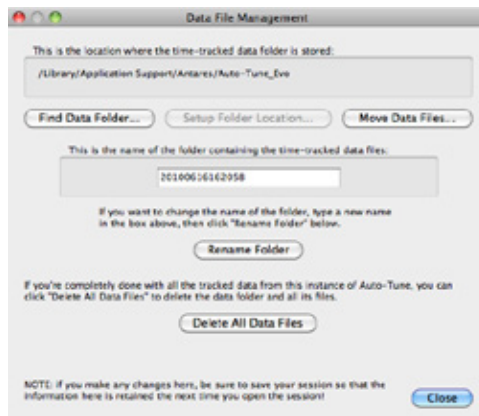 Data File Management
This is the location where the time-tracked data folder is stored:
/Library/Application Support/Antares/Auto-Tune_Evo
Find Data Folder... Setup Folder Location... Move Data Files...
This is the name of the folder containing the time-tracked data files:
20100616162058
If you want to change the name of the folder, type a new name
in the box above, then click "Rename Folder" below.
Rename Folder
If you're completely done with all the tracked data from this instance of Auto-Tune, you can
click "Delete All Data Files" to delete the data folder and all its files.
Delete All Data Files
NOTE: if you make any changes here, be sure to save your session so that the
information here is retained the next time you open the session!
Close